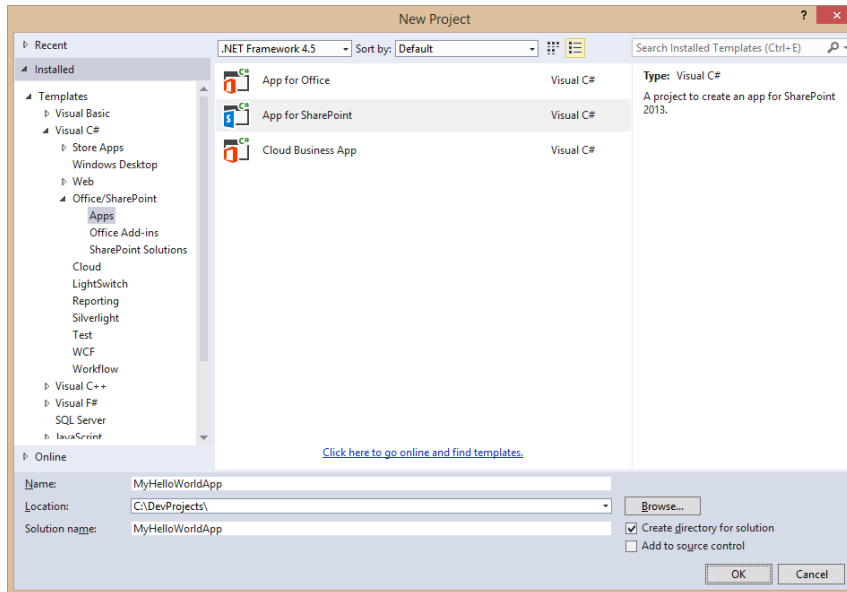 New Project
? ×
Recent
.NET Framework 4.5 Sort by: Default
Search Installed Templates (Ctrl+E)
Installed
Templates
Visual Basic
Visual C#
Store Apps
Windows Desktop
Web
Office/SharePoint
Apps
Office Add-ins
SharePoint Solutions
Cloud
LightSwitch
Reporting
Silverlight
Test
WCF
Workflow
Visual C++
Visual F#
SQL Server
JavaScript
Online
C# App for Office Visual C#
C# App for SharePoint Visual C#
C# Cloud Business App Visual C#
Click here to go online and find templates.
Type: Visual C#
A project to create an app for SharePoint
2013.
Name: MyHelloWorldApp
Location: C:\DevProjects\ Browse...
Solution name: MyHelloWorldApp
Create directory for solution
Add to source control
OK Cancel